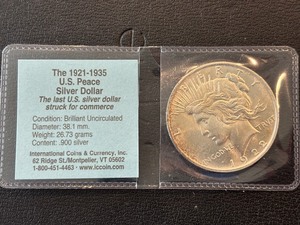 The 1921-1935
U.S. Peace
Silver Dollar
The last U.S. silver dollar
struck for commerce
Condition: Brilliant Uncirculated
Diameter: 38.1 mm.
Weight: 26.73 grams
Content: .900 silver
International Coins & Currency, Inc.
62 Ridge St./Montpelier, VT 05602
1-800-451-4463 • www.iccoin.com